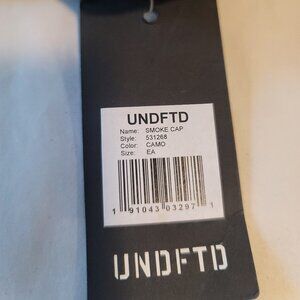 UNDFTD
Name: SMOKE CAP
Style: 531268
Color: CAMO
Size: EA
1 91043 03297 1
UNDFTD